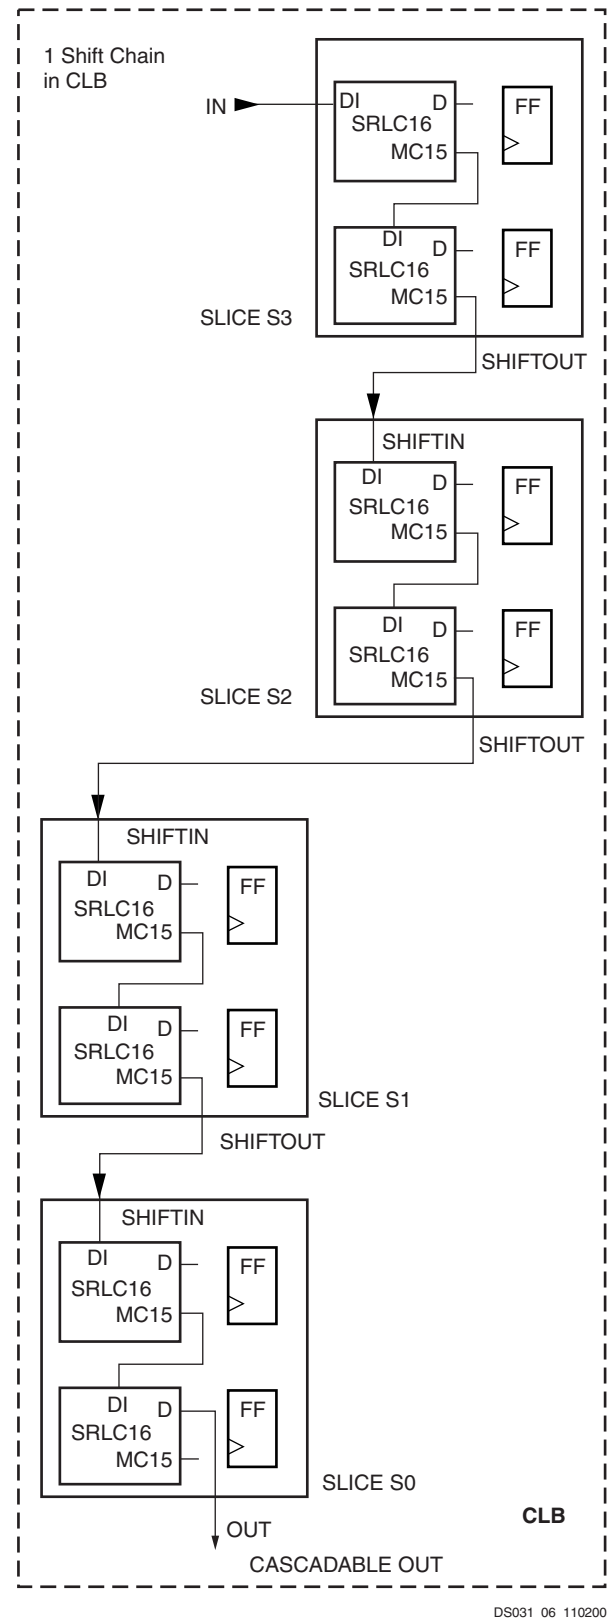 1 Shift Chain
in CLB
IN
DI
D
SRLC16
MC15
FF
DI
D
SRLC16
MC15
FF
SLICE S3
SHIFTOUT
SHIFTIN
DI
D
SRLC16
MC15
FF
DI
D
SRLC16
MC15
FF
SLICE S2
SHIFTOUT
SHIFTIN
DI
D
SRLC16
MC15
FF
DI
D
SRLC16
MC15
FF
SLICE S1
SHIFTOUT
SHIFTIN
DI
D
SRLC16
MC15
FF
DI
D
SRLC16
MC15
FF
SLICE S0
CLB
OUT
CASCADABLE OUT
DS031_06_110200